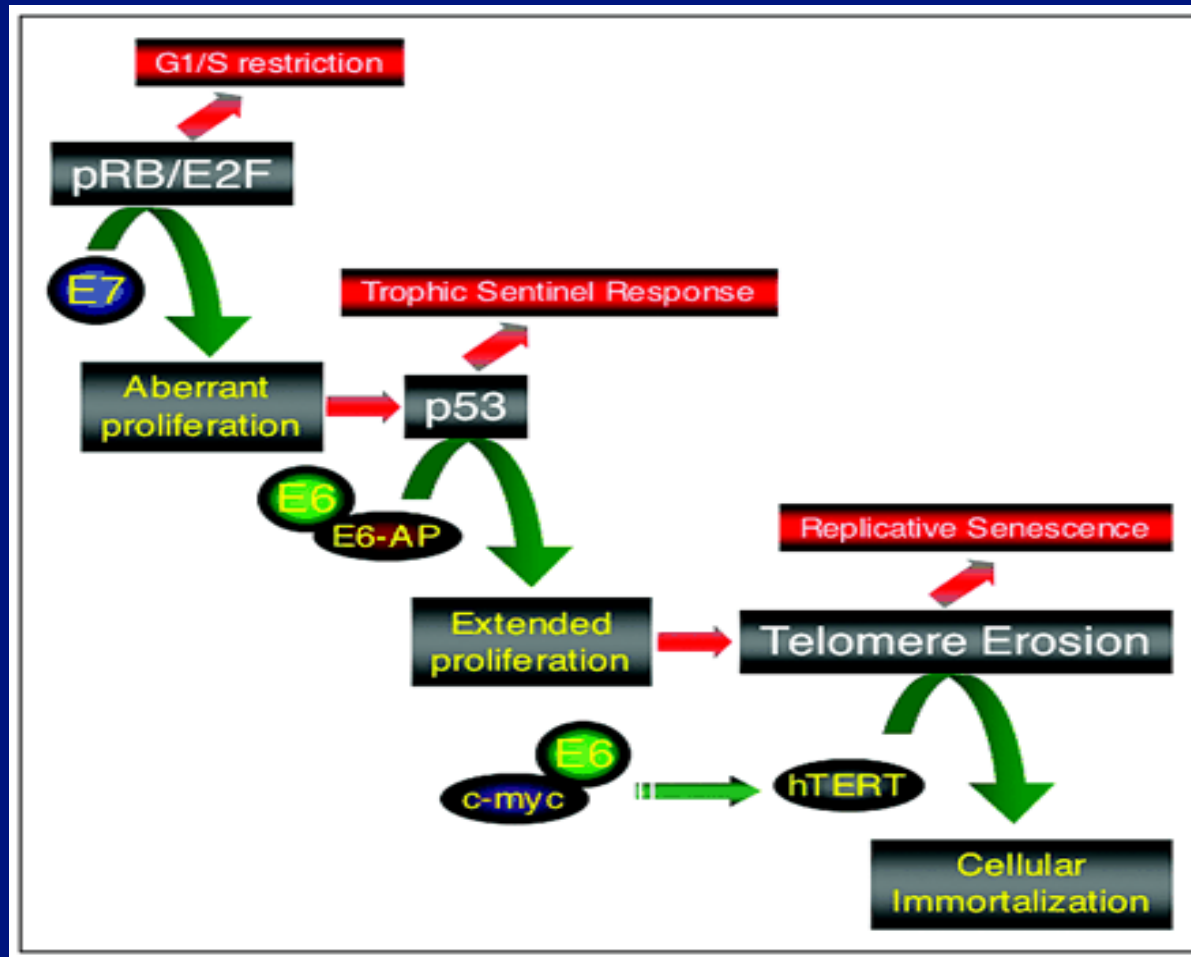 G1/S restriction
pRB/E2F
E7
Trophic Sentinel Response
Aberrant
proliferation
p53
E6
E6-AP
Replicative Senescence
Extended
proliferation
Telomere Erosion
E6
c-myc
hTERT
Cellular
Immortalization